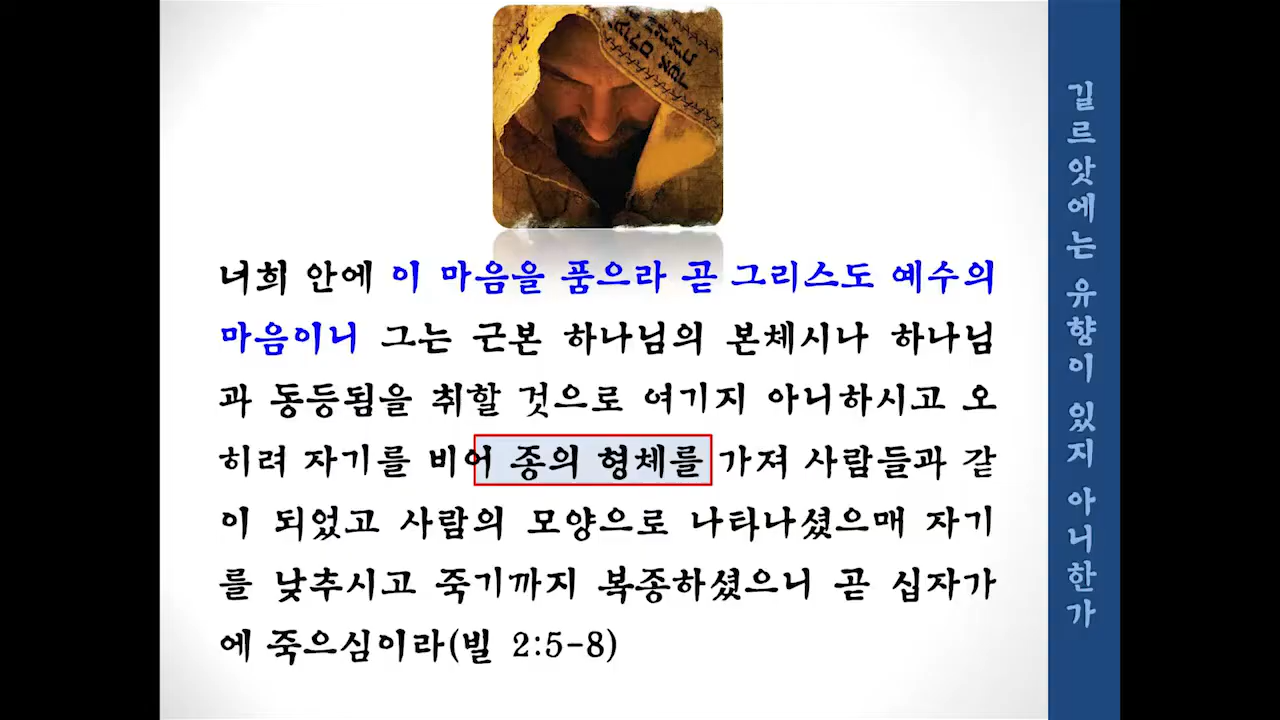 너희 안에 이 마음을 품으라 곧 그리스도 예수의
마음이니 그는 근본 하나님의 본체시나 하나님
과 동등됨을 취할 것으로 여기지 아니하시고 오
히려 자기를 비어 종의 형체를 가져 사람들과 같
이 되었고 사람의 모양으로 나타나셨으매 자기
를 낮추시고 죽기까지 복종하셨으니 곧 십자가
에 죽으심이라(빌 2:5-8)
길르앗에는 유향이 있지 아니한가